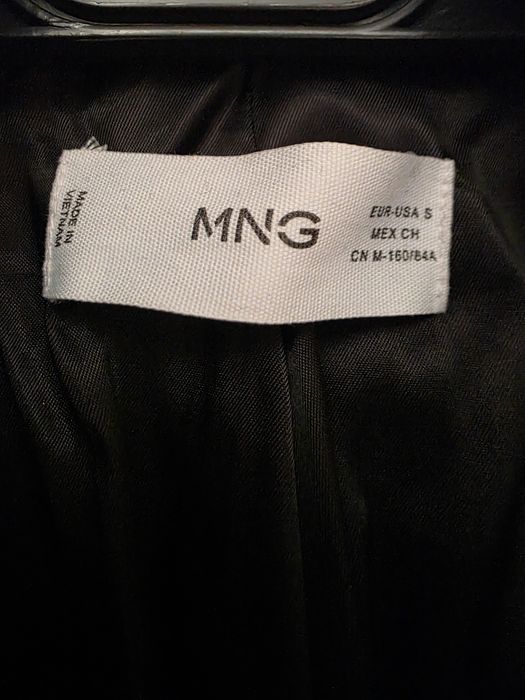 MADE IN
VIETNAM
MNG
EUR-USA S
MEX CH
CN M-160/84A